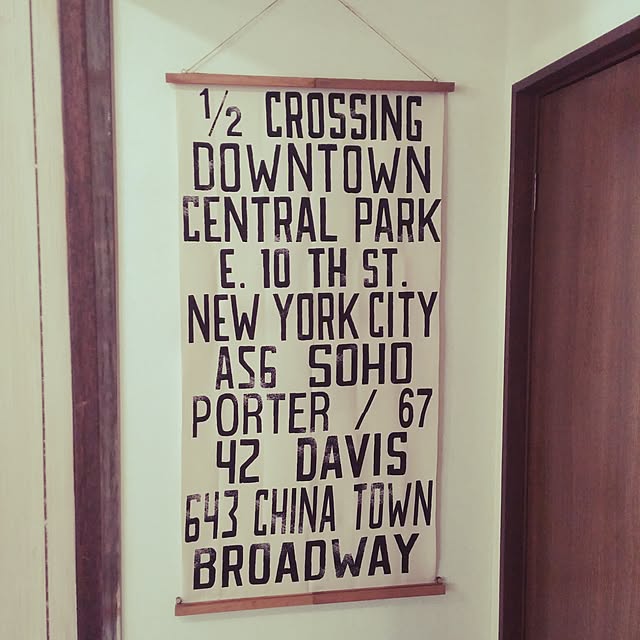 1/2 CROSSING
DOWNTOWN
CENTRAL PARK
E. 10 TH ST.
NEW YORK CITY
AS6 SOHO
PORTER / 67
42 DAVIS
643 CHINA TOWN
BROADWAY